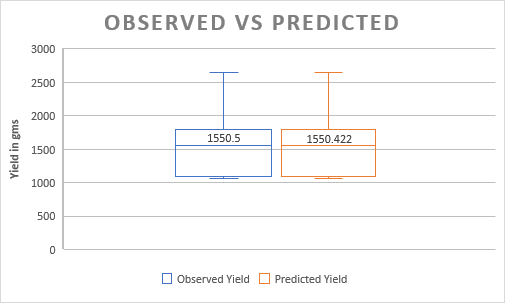 OBSERVED VS PREDICTED
3000
2500
2000
1500
1000
500
0
Yield in gms
1550.5
1550.422
Observed Yield
Predicted Yield